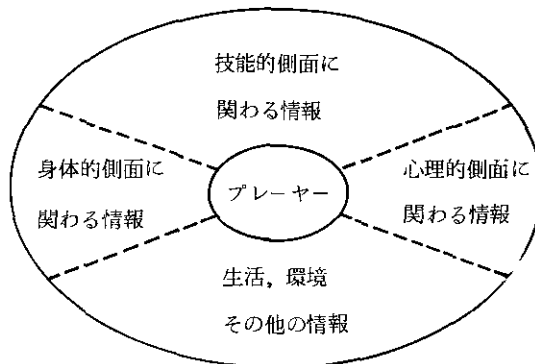 技能的側面に
関わる情報
身体的側面に
関わる情報
プレーヤー
心理的側面に
関わる情報
生活，環境
その他の情報